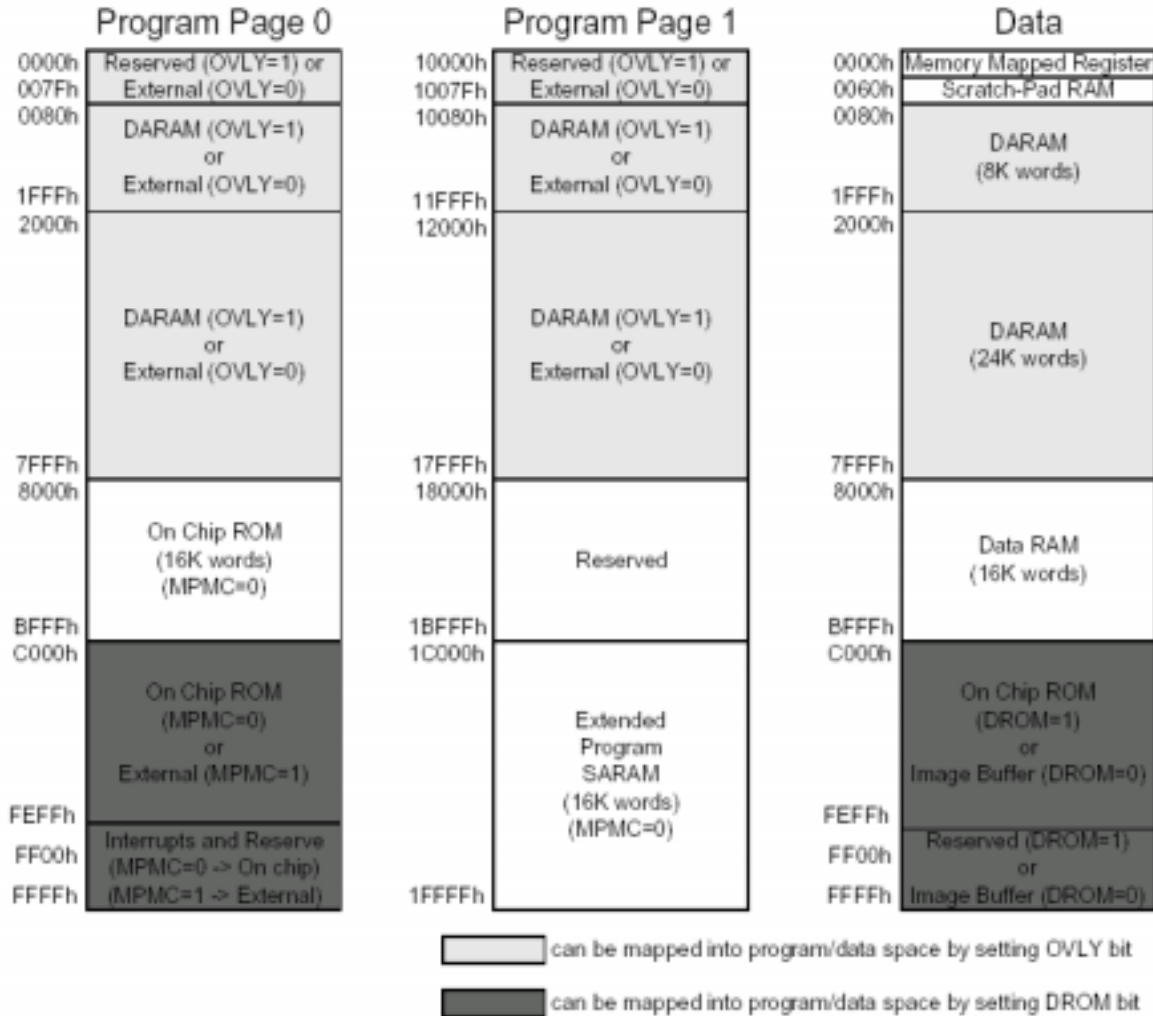 Program Page 0
0000h
007Fh
0080h
1FFFh
2000h
7FFFh
8000h
BFFFh
C000h
FEFFh
FF00h
FFFFh
Reserved (OVLY=1) or
External (OVLY=0)
DARAM (OVLY=1)
or
External (OVLY=0)
DARAM (OVLY=1)
or
External (OVLY=0)
On Chip ROM
(16K words)
(MPMC=0)
On Chip ROM
(MPMC=0)
or
External (MPMC=1)
Interrupts and Reserve
(MPMC=0 -> On chip)
(MPMC=1 -> External)
Program Page 1
10000h
1007Fh
10080h
11FFFh
12000h
17FFFh
18000h
1BFFFh
1C000h
1FFFFh
Reserved (OVLY=1) or
External (OVLY=0)
DARAM (OVLY=1)
or
External (OVLY=0)
DARAM (OVLY=1)
or
External (OVLY=0)
Reserved
Extended
Program
SARAM
(16K words)
(MPMC=0)
Data
0000h
0060h
0080h
1FFFh
2000h
7FFFh
8000h
BFFFh
C000h
FEFFh
FF00h
FFFFh
Memory Mapped Register
Scratch-Pad RAM
DARAM
(8K words)
DARAM
(24K words)
Data RAM
(16K words)
On Chip ROM
(DROM=1)
or
Image Buffer (DROM=0)
Reserved (DROM=1)
or
Image Buffer (DROM=0)
can be mapped into program/data space by setting OVLY bit
can be mapped into program/data space by setting DROM bit